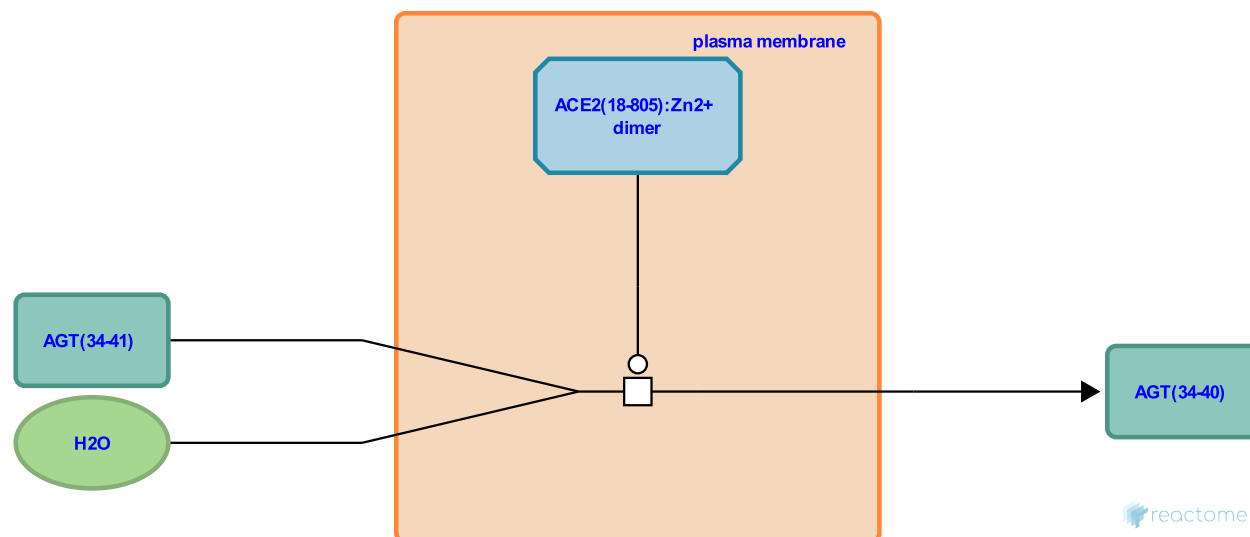 plasma membrane
ACE2(18-805):Zn2+
dimer
AGT(34-41)
H2O
AGT(34-40)
reactome